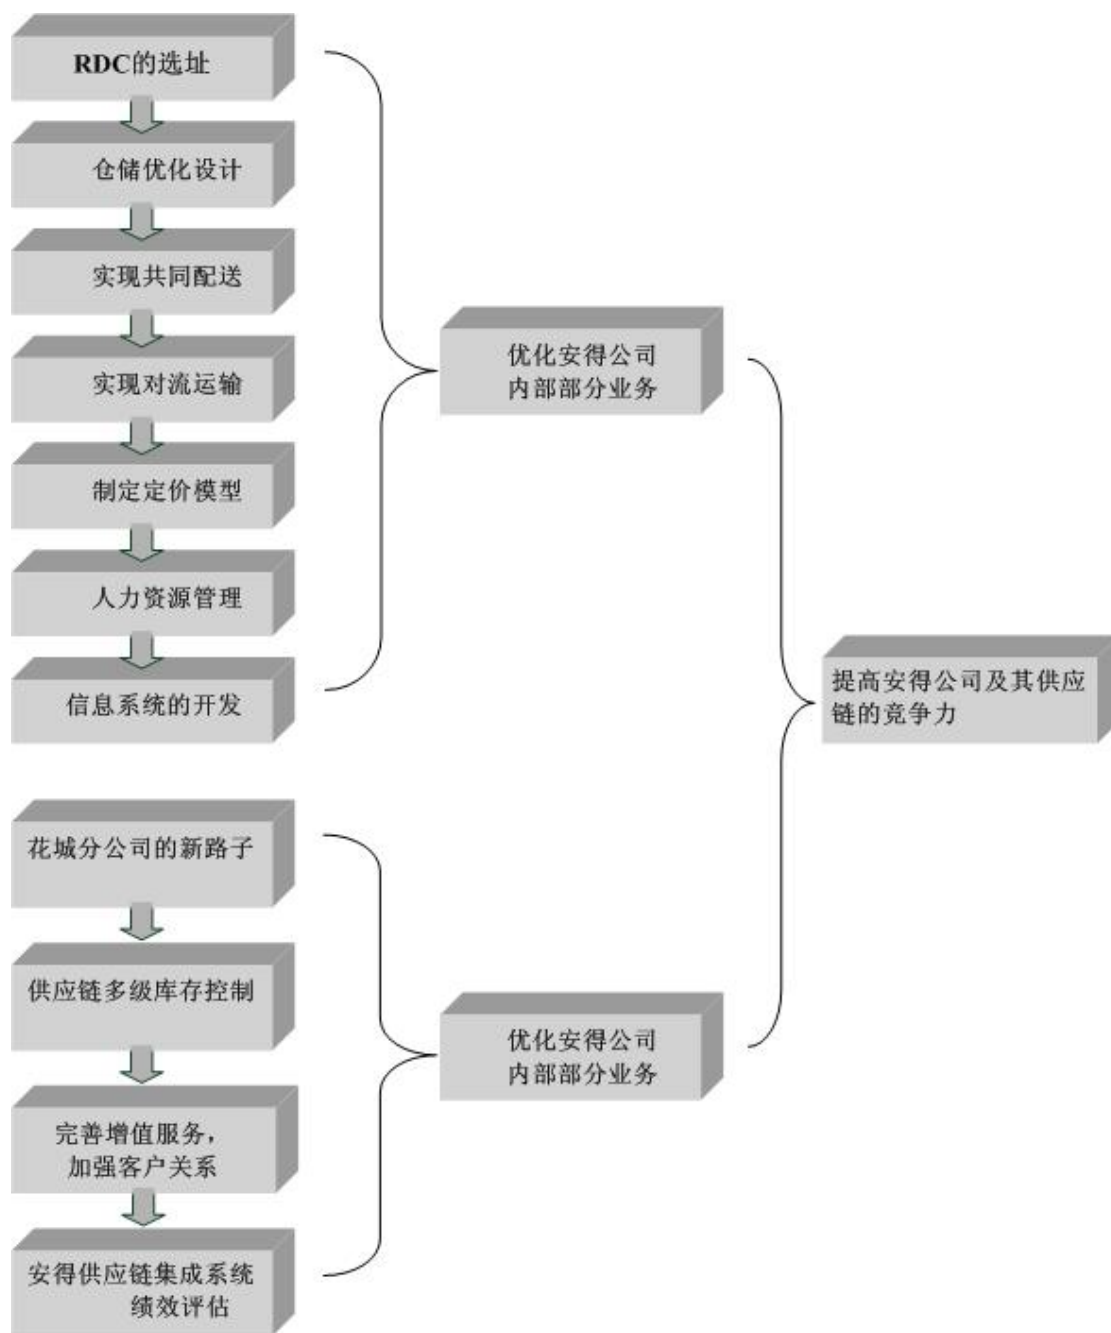 RDC的选址
仓储优化设计
实现共同配送
实现对流运输
制定定价模型
人力资源管理
信息系统的开发
优化安得公司
内部部分业务
花城分公司的新路子
供应链多级库存控制
完善增值服务，
加强客户关系
安得供应链集成系统
绩效评估
优化安得公司
内部部分业务
提高安得公司及其供应
链的竞争力